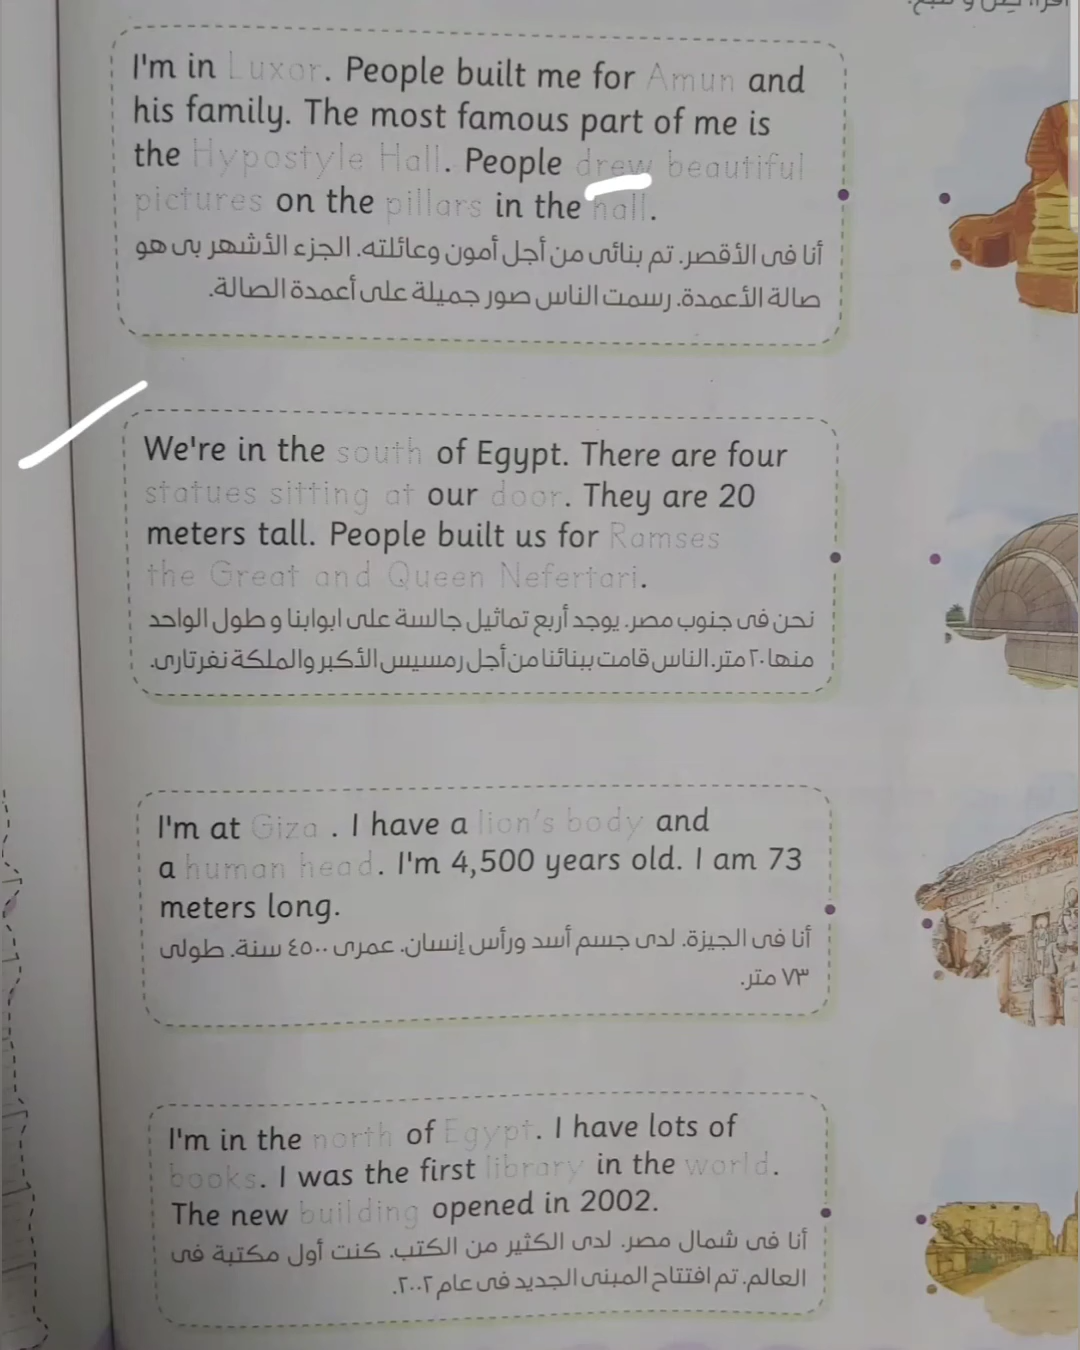 I'm in Luxor. People built me for Amun and
his family. The most famous part of me is
the Hypostyle Hall. People drew beautiful
pictures on the pillars in the hall.
أنا فى الأقصر. تم بنائى من أجل أمون وعائلته. الجزء الأشهر بى هو
صالة الأعمدة. رسمت الناس صور جميلة على أعمدة الصالة.
We're in the south of Egypt. There are four
statues sitting at our door. They are 20
meters tall. People built us for Ramses
the Great and Queen Nefertari.
نحن فى جنوب مصر. يوجد أربع تماثيل جالسة على ابوابنا و طول الواحد
منها ٢٠ متر. الناس قامت ببنائنا من أجل رمسيس الأكبر والملكة نفرتارى.
I'm at Giza . I have a lion's body and
a human head. I'm 4,500 years old. I am 73
meters long.
أنا فى الجيزة. لدى جسم أسد ورأس إنسان. عمرى ٤٥٠٠ سنة. طولى
٧٣ متر.
I'm in the north of Egypt. I have lots of
books. I was the first library in the world.
The new building opened in 2002.
أنا فى شمال مصر. لدى الكثير من الكتب. كنت أول مكتبة فى
العالم. تم افتتاح المبنى الجديد فى عام ٢٠٠٢.